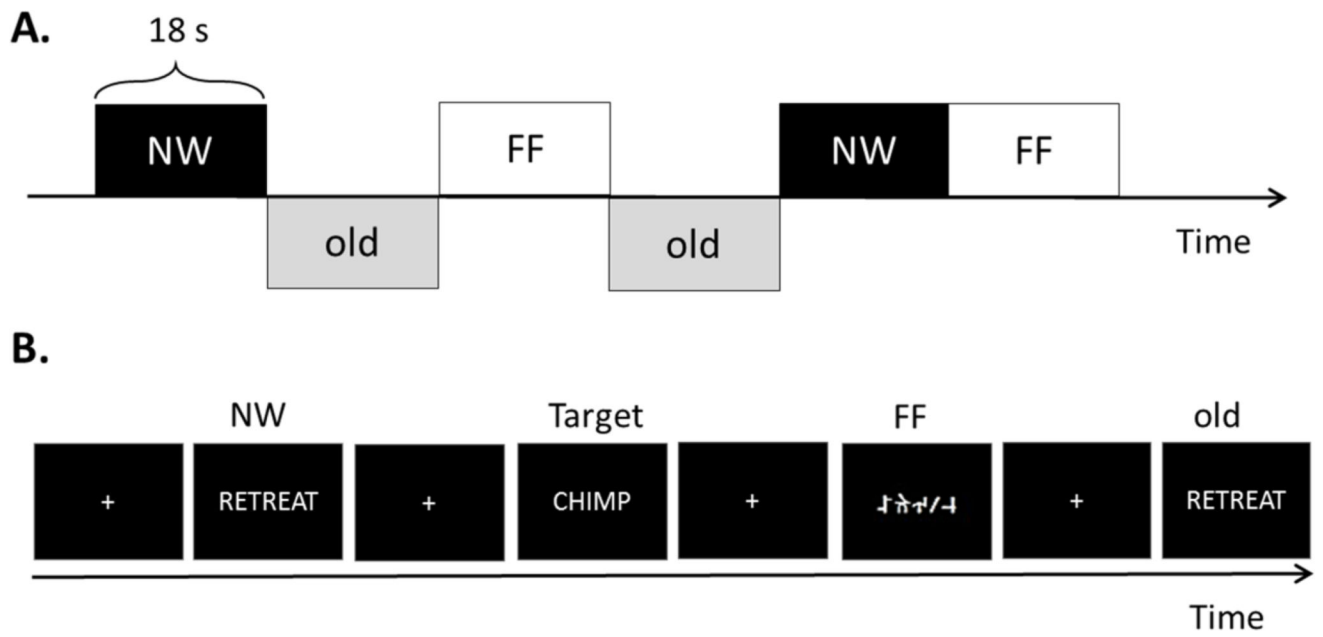 A.
18 s
NW FF NW FF
old old
Time
B.
NW Target FF old
+ RETREAT + CHIMP + + RETREAT
Time